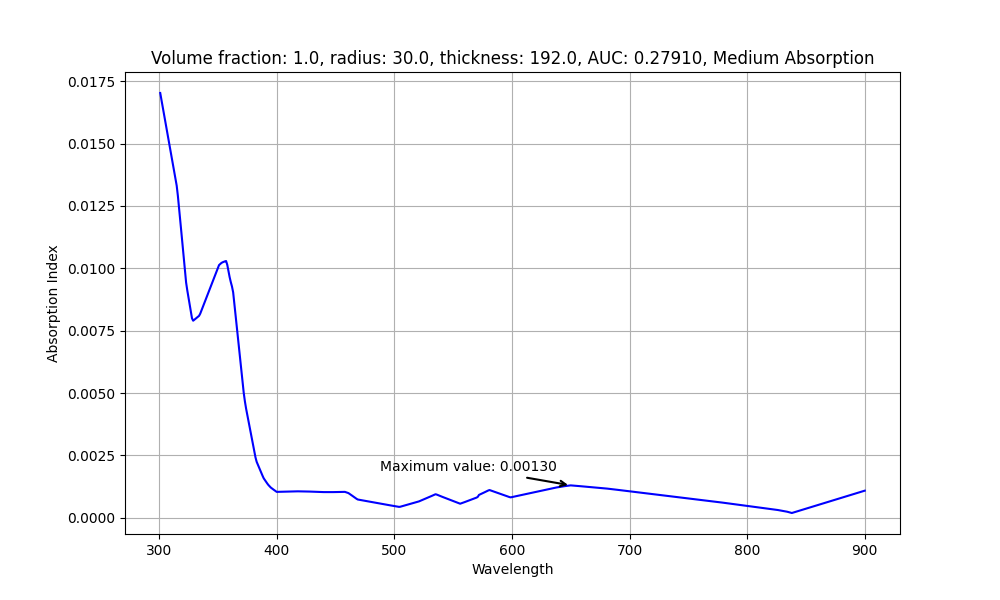 Volume fraction: 1.0, radius: 30.0, thickness: 192.0, AUC: 0.27910, Medium Absorption
0.0175
0.0150
0.0125
0.0100
0.0075
0.0050
0.0025
0.0000
Absorption Index
Maximum value: 0.00130
300 400 500 600 700 800 900
Wavelength